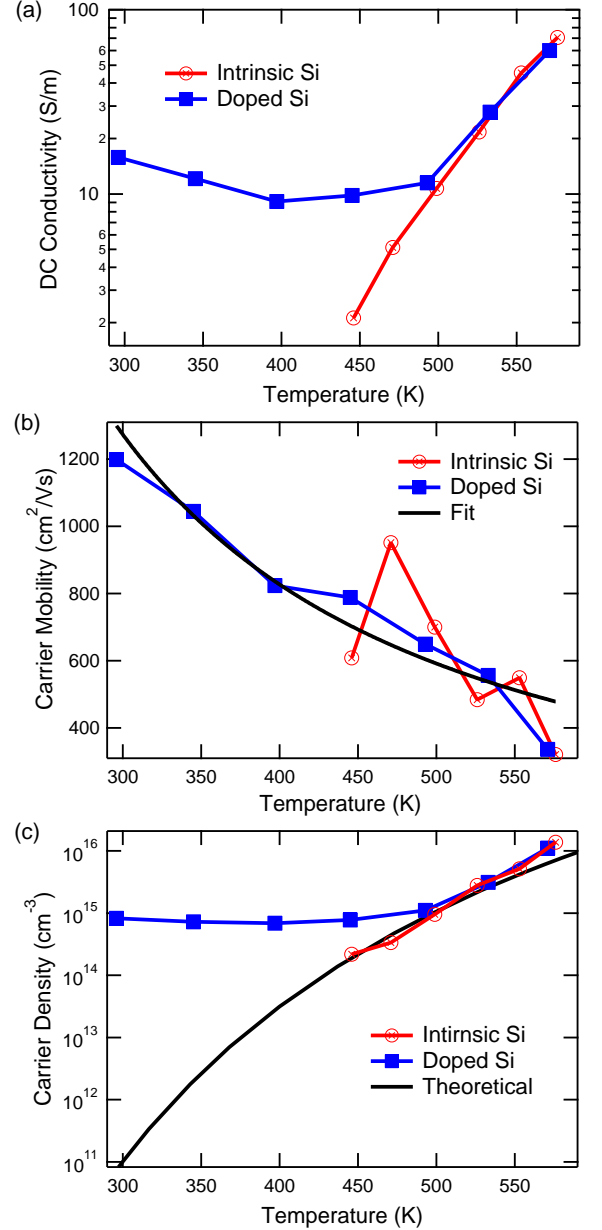 (a)
100
6
5
4
3
2
10
6
5
4
3
2
DC Conductivity (S/m)
Intrinsic Si
Doped Si
300 350 400 450 500 550
Temperature (K)
(b)
1200
1000
800
600
400
Carrier Mobility (cm²/Vs)
Intrinsic Si
Doped Si
Fit
300 350 400 450 500 550
Temperature (K)
(c)
10¹⁶
10¹⁵
10¹⁴
10¹³
10¹²
10¹¹
Carrier Density (cm⁻³)
Intirnsic Si
Doped Si
Theoretical
300 350 400 450 500 550
Temperature (K)